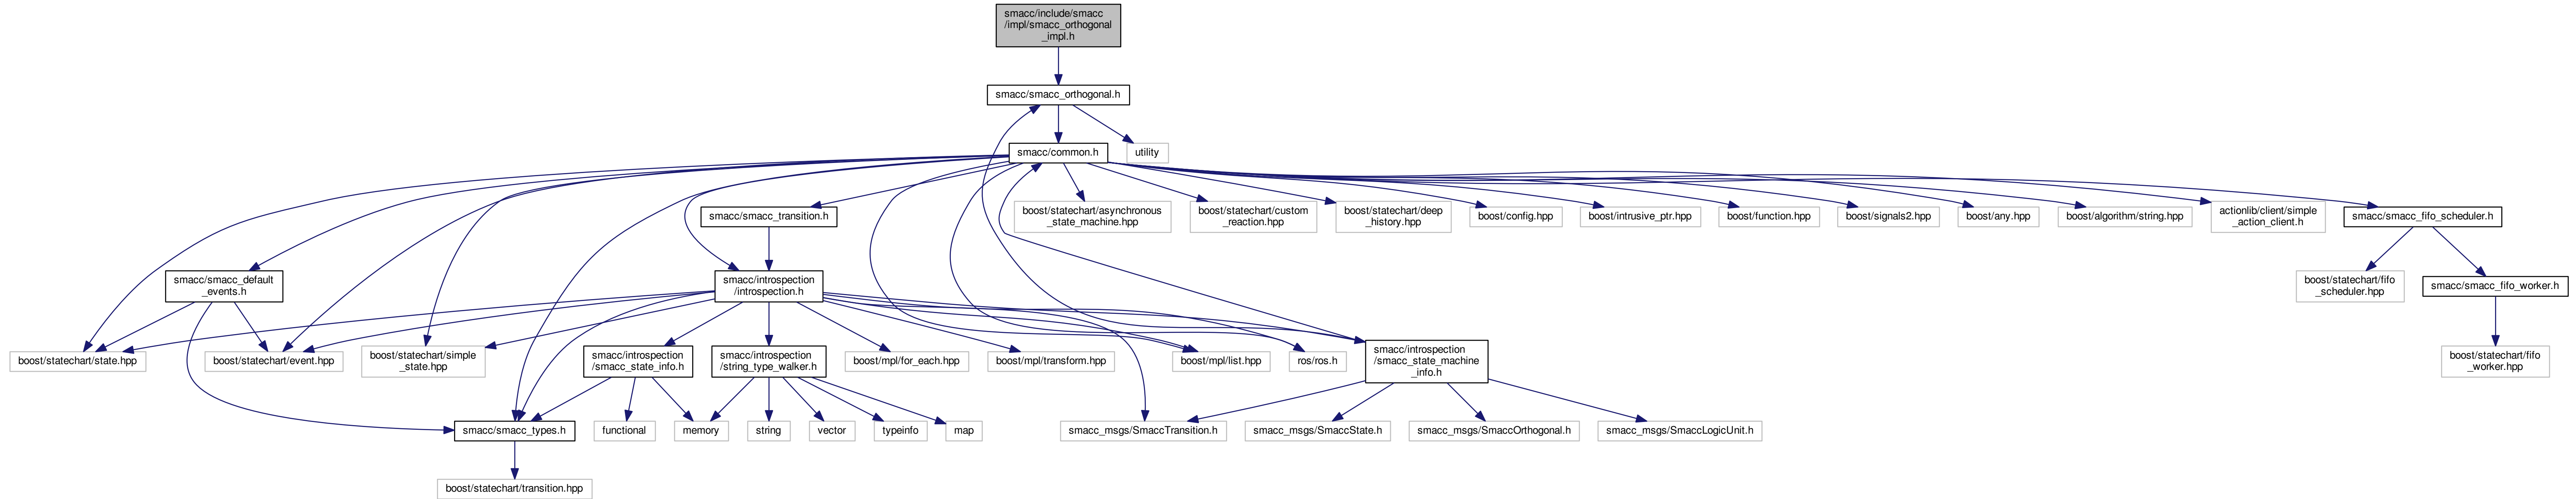 smacc/include/smacc
/impl/smacc_orthogonal
_impl.h
smacc/smacc_orthogonal.h
smacc/common.h
utility
smacc/smacc_transition.h
boost/statechart/asynchronous
_state_machine.hpp
boost/statechart/custom
_reaction.hpp
boost/statechart/deep
_history.hpp
boost/config.hpp
boost/intrusive_ptr.hpp
boost/function.hpp
boost/signals2.hpp
boost/any.hpp
boost/algorithm/string.hpp
actionlib/client/simple
_action_client.h
smacc/smacc_fifo_scheduler.h
smacc/smacc_default
_events.h
smacc/introspection
/introspection.h
boost/statechart/fifo
_scheduler.hpp
smacc/smacc_fifo_worker.h
boost/statechart/state.hpp
boost/statechart/event.hpp
boost/statechart/simple
_state.hpp
smacc/introspection
/smacc_state_info.h
smacc/introspection
/string_type_walker.h
boost/mpl/for_each.hpp
boost/mpl/transform.hpp
boost/mpl/list.hpp
ros/ros.h
smacc/introspection
/smacc_state_machine
_info.h
boost/statechart/fifo
_worker.hpp
smacc/smacc_types.h
functional
memory
string
vector
typeinfo
map
smacc_msgs/SmaccTransition.h
smacc_msgs/SmaccState.h
smacc_msgs/SmaccOrthogonal.h
smacc_msgs/SmaccLogicUnit.h
boost/statechart/transition.hpp